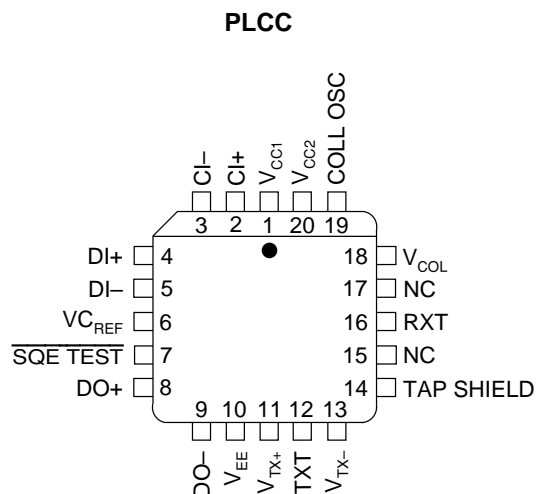 PLCC
CI–
CI+
VCC1
VCC2
COLL OSC
3
2
1
20
19
DI+ 4
DI– 5
VCREF 6
SQE TEST 7
DO+ 8
18 VCOL
17 NC
16 RXT
15 NC
14 TAP SHIELD
9
10
11
12
13
DO–
VEE
VTX+
TXT
VTX–